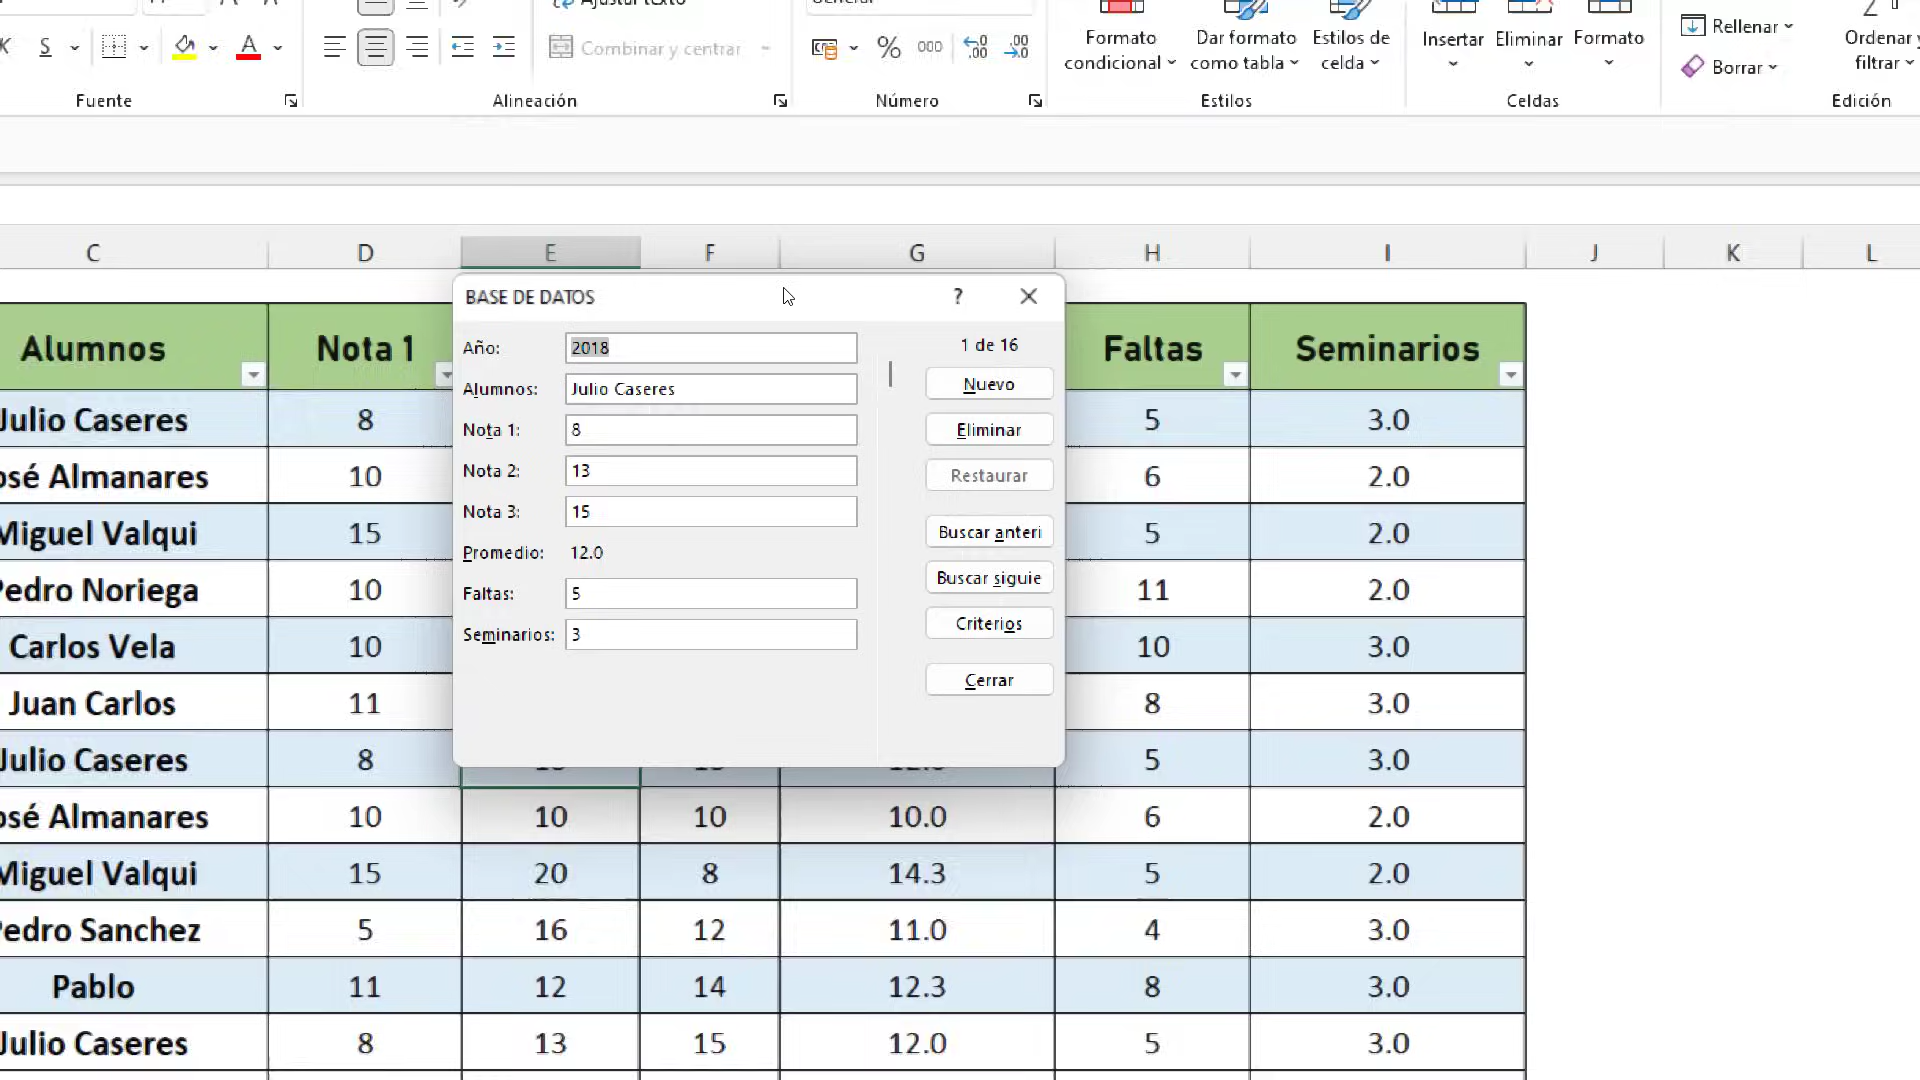 Ajustar texto
General
K S A
Combinar y centrar
% 000
Formato condicional
Dar formato como tabla
Estilos de celda
Insertar Eliminar Formato
Rellenar
Borrar
Ordenar y filtrar
Fuente Alineación Número Estilos Celdas Edición
C D E F G H I J K L
Alumnos Nota 1 Faltas Seminarios
BASE DE DATOS ?
1 de 16
Año: 2018
Alumnos: Julio Caseres
Nota 1: 8
Nota 2: 13
Nota 3: 15
Promedio: 12.0
Faltas: 5
Seminarios: 3
Nuevo
Eliminar
Restaurar
Buscar anteri
Buscar siguie
Criterios
Cerrar
Julio Caseres 8 5 3.0
osé Almanares 10 6 2.0
Miguel Valqui 15 5 2.0
Pedro Noriega 10 11 2.0
Carlos Vela 10 10 3.0
Juan Carlos 11 8 3.0
Julio Caseres 8 5 3.0
osé Almanares 10 10 10 10.0 6 2.0
Miguel Valqui 15 20 8 14.3 5 2.0
Pedro Sanchez 5 16 12 11.0 4 3.0
Pablo 11 12 14 12.3 8 3.0
Julio Caseres 8 13 15 12.0 5 3.0